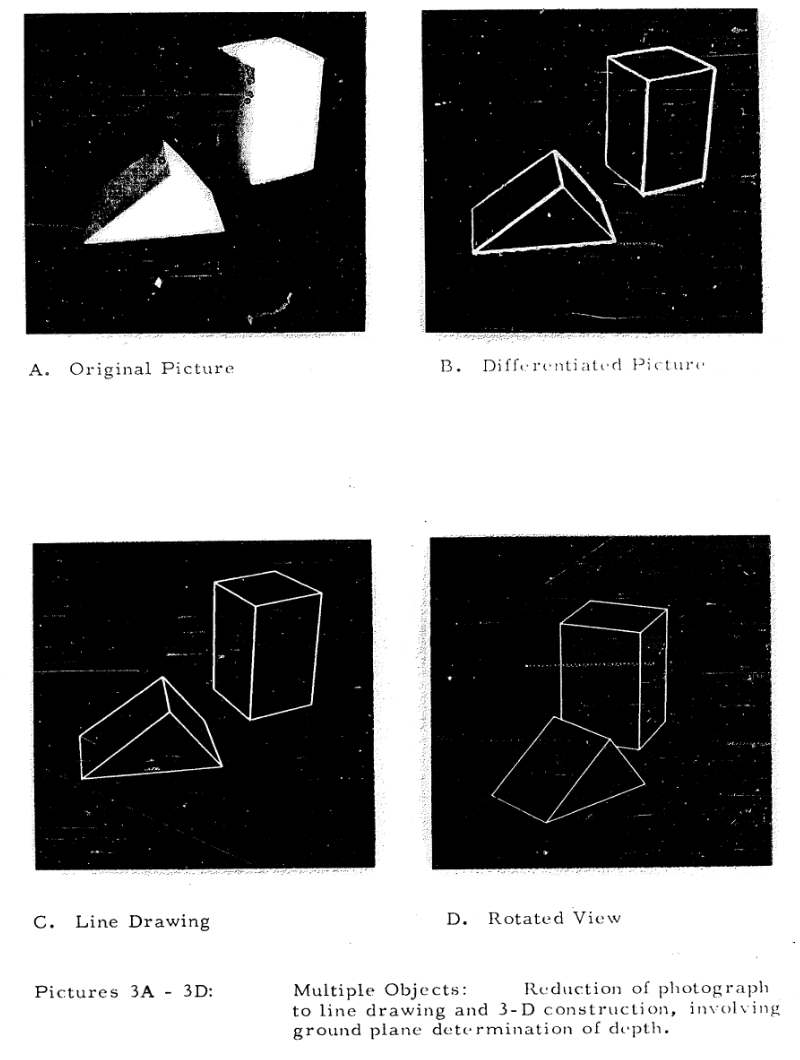 A. Original Picture
B. Differentiated Picture
C. Line Drawing
D. Rotated View
Pictures 3A - 3D: Multiple Objects: Reduction of photograph
to line drawing and 3-D construction, involving
ground plane determination of depth.